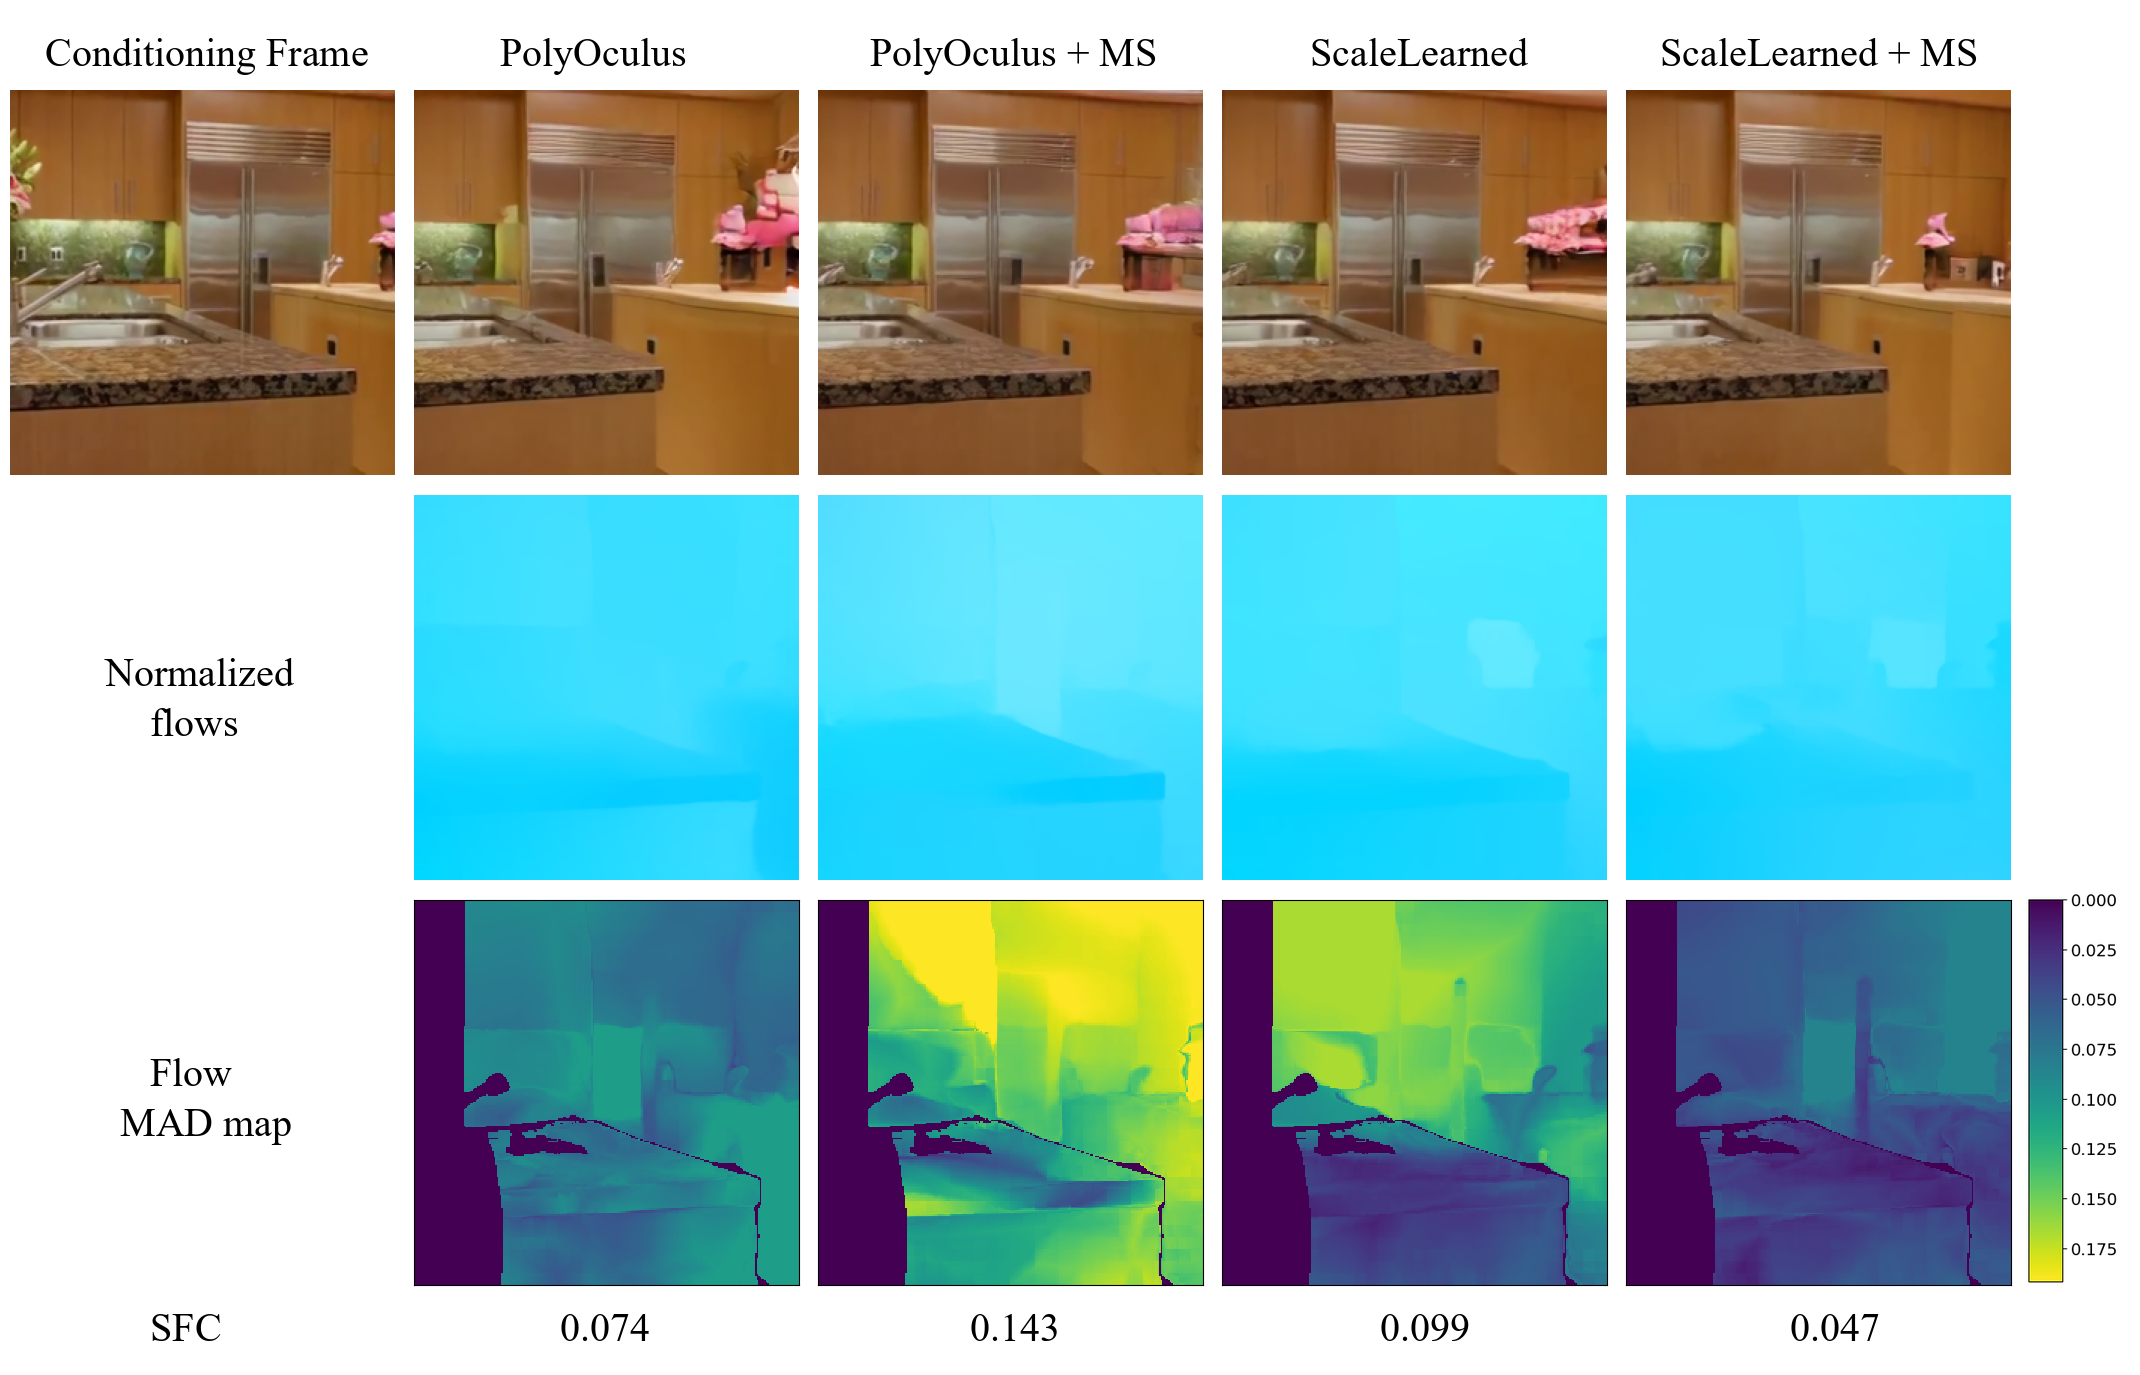 Conditioning Frame PolyOculus PolyOculus + MS ScaleLearned ScaleLearned + MS
Normalized
flows
Flow
MAD map
0.000
0.025
0.050
0.075
0.100
0.125
0.150
0.175
SFC 0.074 0.143 0.099 0.047